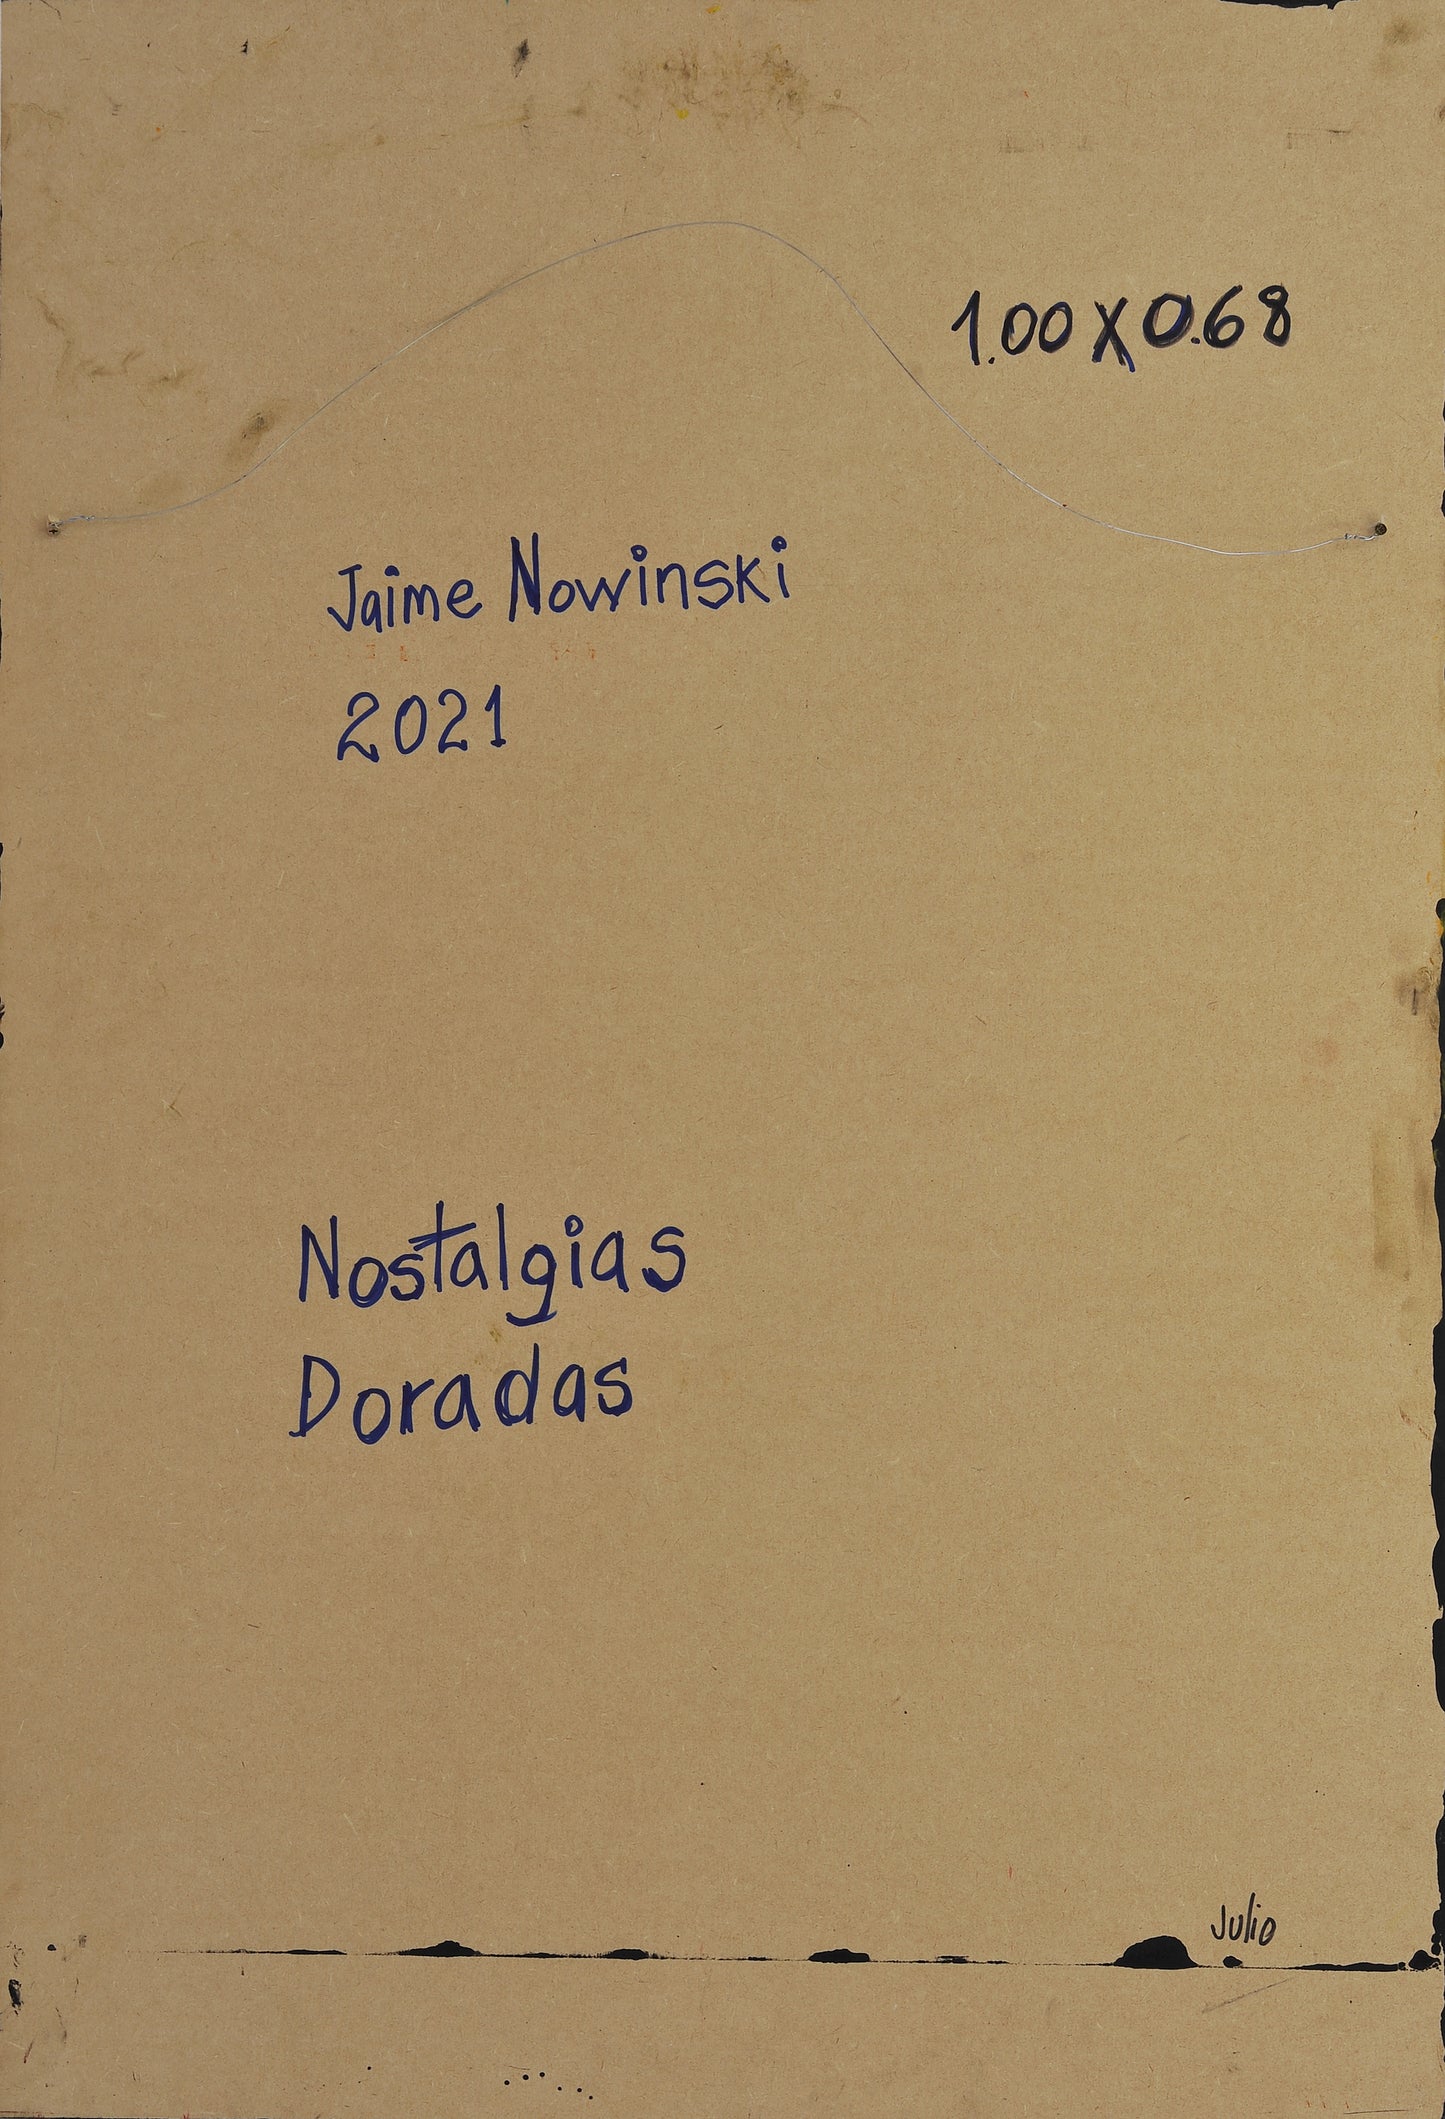 1.00 X 0.68
Jaime Nowinski
2021
Nostalgias
Doradas
Julio